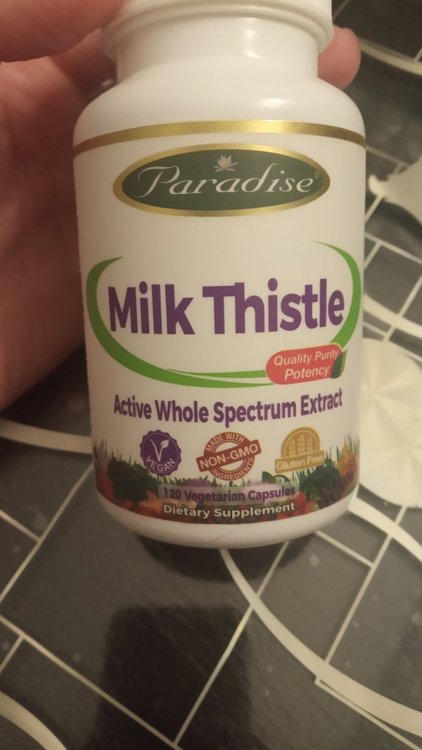 Paradise®
Milk Thistle
Quality Purity
Potency
Active Whole Spectrum Extract
VEGAN
MADE WITH
NON-GMO
INGREDIENTS
Gluten Free
120 Vegetarian Capsules
Dietary Supplement